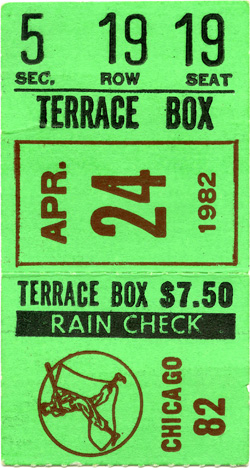 5 19 19
SEC. ROW SEAT
TERRACE BOX
APR.
24
1982
TERRACE BOX $7.50
RAIN CHECK
CHICAGO
82